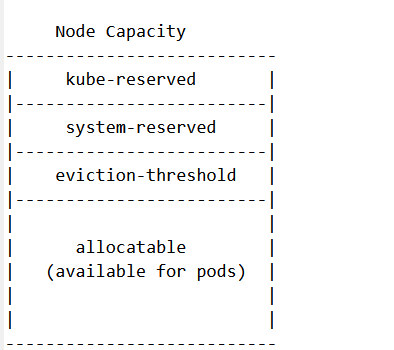 Node Capacity
---------------------------
|     kube-reserved       |
|-------------------------|
|     system-reserved     |
|-------------------------|
|    eviction-threshold   |
|-------------------------|
|                         |
|      allocatable        |
|   (available for pods)  |
|                         |
|                         |
---------------------------